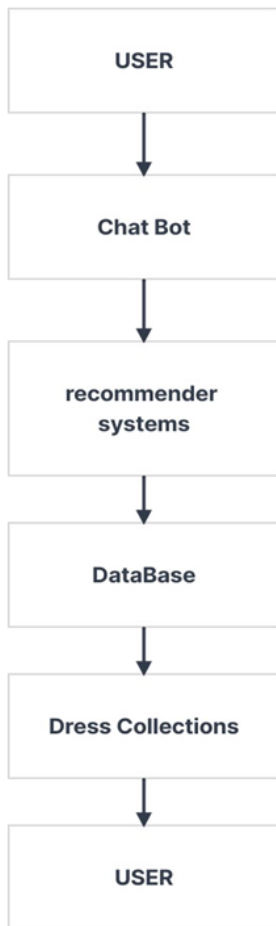 USER
Chat Bot
recommender
systems
DataBase
Dress Collections
USER